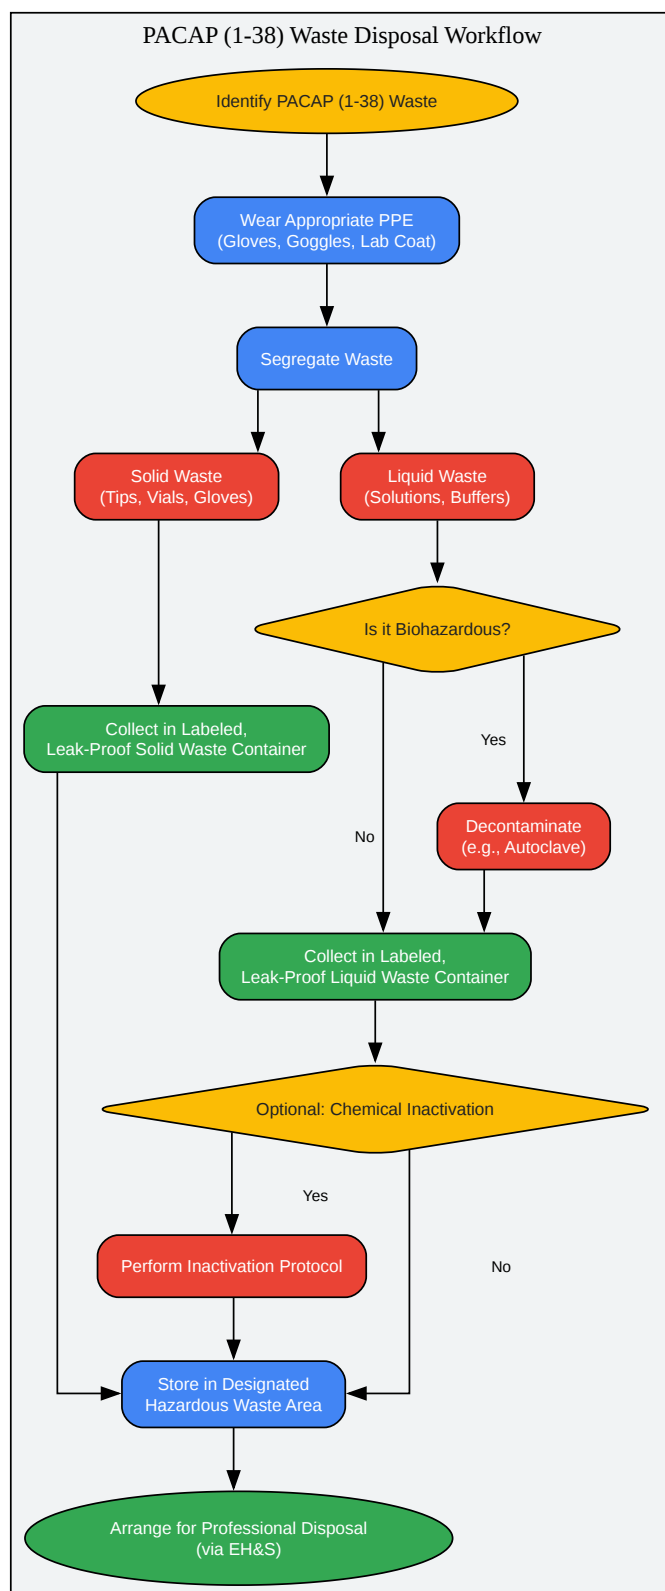 PACAP (1-38) Waste Disposal Workflow
Identify PACAP (1-38) Waste
Wear Appropriate PPE
(Gloves, Goggles, Lab Coat)
Segregate Waste
Solid Waste
(Tips, Vials, Gloves)
Liquid Waste
(Solutions, Buffers)
Is it Biohazardous?
Collect in Labeled,
Leak-Proof Solid Waste Container
Yes
No
Decontaminate
(e.g., Autoclave)
Collect in Labeled,
Leak-Proof Liquid Waste Container
Optional: Chemical Inactivation
Yes
Perform Inactivation Protocol
No
Store in Designated
Hazardous Waste Area
Arrange for Professional Disposal
(via EH&S)